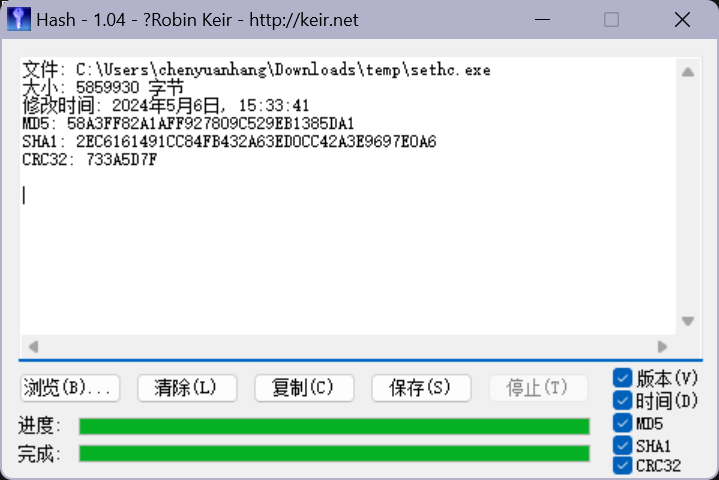 Hash - 1.04 - ?Robin Keir - http://keir.net
文件: C:\Users\chenyuanhang\Downloads\temp\sethc.exe
大小: 5859930 字节
修改时间: 2024年5月6日, 15:33:41
MD5: 58A3FF82A1AFF927809C529EB1385DA1
SHA1: 2EC6161491CC84FB432A63ED0CC42A3E9697E0A6
CRC32: 733A5D7F
浏览(B)... 清除(L) 复制(C) 保存(S) 停止(T)
版本(V)
时间(D)
MD5
SHA1
CRC32
进度:
完成: